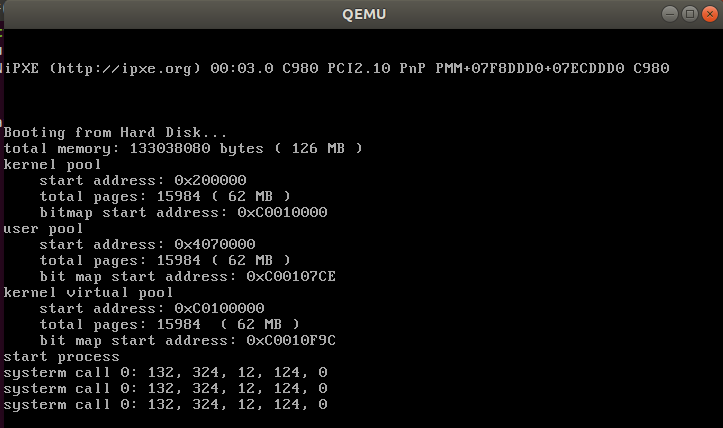 QEMU
iPXE (http://ipxe.org) 00:03.0 C980 PCI2.10 PnP PMM+07F8DDD0+07ECDDD0 C980
Booting from Hard Disk...
total memory: 133038080 bytes ( 126 MB )
kernel pool
start address: 0x200000
total pages: 15984 ( 62 MB )
bitmap start address: 0xC0010000
user pool
start address: 0x4070000
total pages: 15984 ( 62 MB )
bit map start address: 0xC00107CE
kernel virtual pool
start address: 0xC0100000
total pages: 15984  ( 62 MB )
bit map start address: 0xC0010F9C
start process
systerm call 0: 132, 324, 12, 124, 0
systerm call 0: 132, 324, 12, 124, 0
systerm call 0: 132, 324, 12, 124, 0